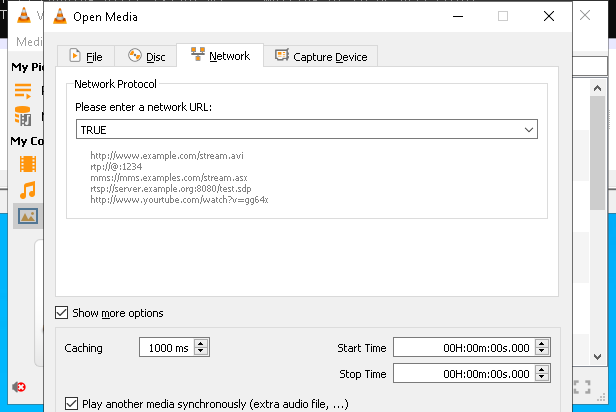 Open Media
Medi
File
Disc
Network
Capture Device
My Pi
Network Protocol
Please enter a network URL:
TRUE
My Co
http://www.example.com/stream.avi
rtp://@:1234
mms://mms.examples.com/stream.asx
rtsp://server.example.org:8080/test.sdp
http://www.yourtube.com/watch?v=gg64x
Show more options
Caching
1000 ms
Start Time
00H:00m:00s.000
Stop Time
00H:00m:00s.000
Play another media synchronously (extra audio file, ...)